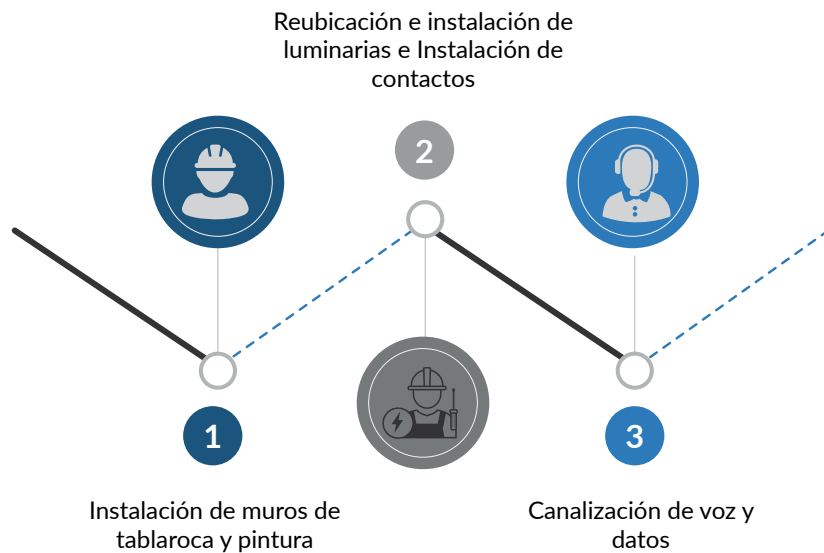 Reubicación e instalación de
luminarias e Instalación de
contactos
2
1
3
Instalación de muros de
tablaroca y pintura
Canalización de voz y
datos